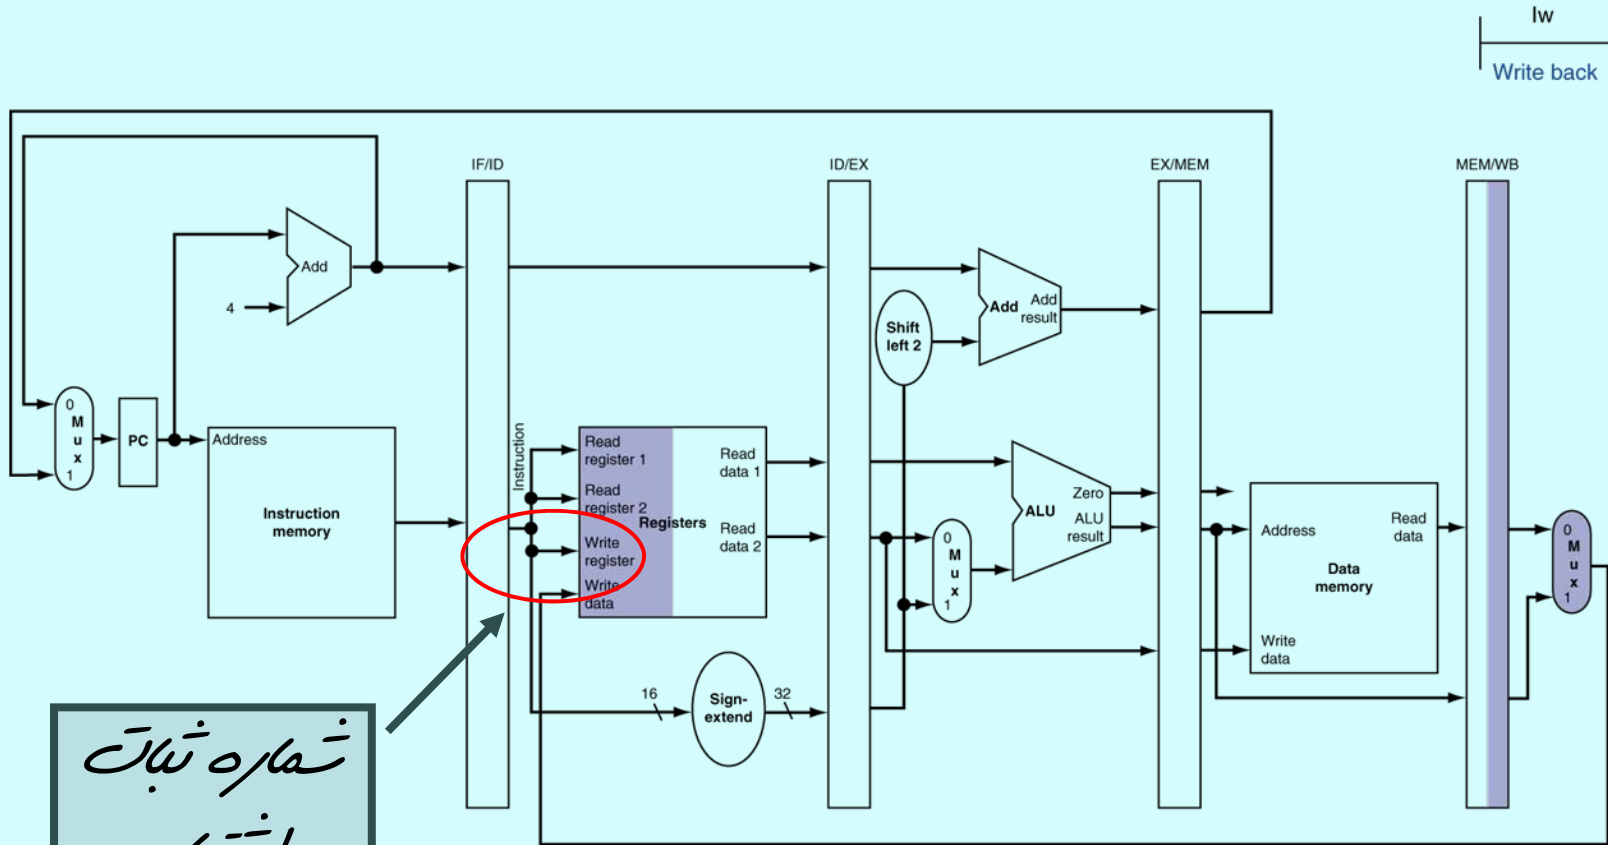 lw
Write back
IF/ID
ID/EX
EX/MEM
MEM/WB
Add
4
Add
Add
result
Shift
left 2
0
M
u
x
1
PC
Address
Instruction
memory
Instruction
Read
register 1
Read
register 2
Write
register
Write
data
Registers
Read
data 1
Read
data 2
16
Sign-
extend
32
0
M
u
x
1
ALU
Zero
ALU
result
Address
Read
data
Data
memory
Write
data
0
M
u
x
1
شماره ثبات